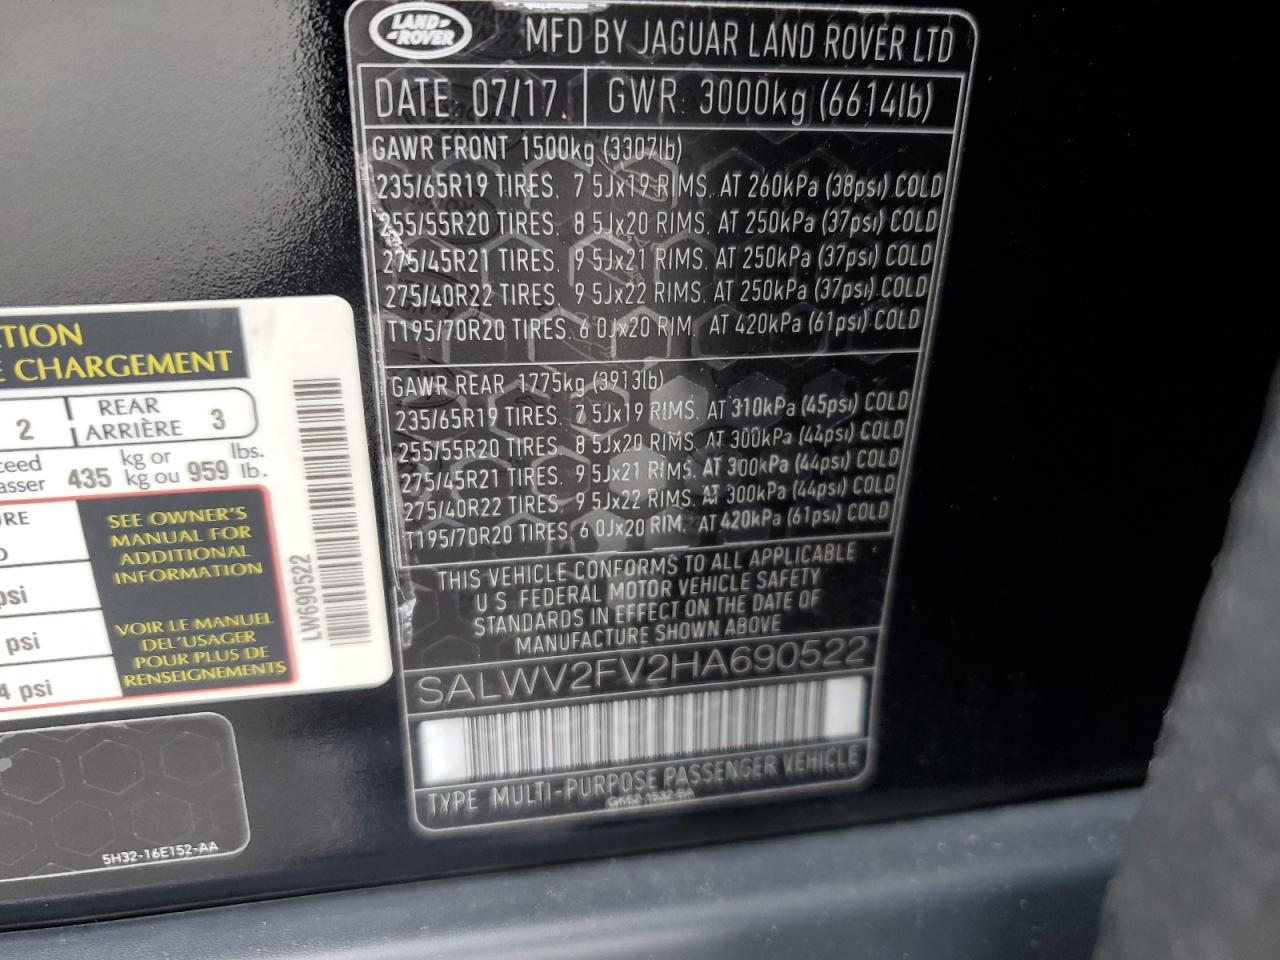 LAND-
ROVER
MFD BY JAGUAR LAND ROVER LTD
DATE 07/17
GWR 3000kg (6614lb)
GAWR FRONT 1500kg (3307lb)
235/65R19 TIRES. 7 5Jx19 RIMS. AT 260kPa (38psi) COLD
255/55R20 TIRES. 8 5Jx20 RIMS. AT 250kPa (37psi) COLD
275/45R21 TIRES. 9 5Jx21 RIMS. AT 250kPa (37psi) COLD
275/40R22 TIRES. 9 5Jx22 RIMS. AT 250kPa (37psi) COLD
T195/70R20 TIRES. 6 0Jx20 RIM. AT 420kPa (61psi) COLD
GAWR REAR 1775kg (3913lb)
235/65R19 TIRES. 7 5Jx19 RIMS. AT 310kPa (45psi) COLD
255/55R20 TIRES. 8 5Jx20 RIMS. AT 300kPa (44psi) COLD
275/45R21 TIRES. 9 5Jx21 RIMS. AT 300kPa (44psi) COLD
275/40R22 TIRES. 9 5Jx22 RIMS. AT 300kPa (44psi) COLD
T195/70R20 TIRES. 6 0Jx20 RIM. AT 420kPa (61psi) COLD
THIS VEHICLE CONFORMS TO ALL APPLICABLE
U S FEDERAL MOTOR VEHICLE SAFETY
STANDARDS IN EFFECT ON THE DATE OF
MANUFACTURE SHOWN ABOVE
SALWV2FV2HA690522
TYPE MULTI-PURPOSE PASSENGER VEHICLE
TION
E CHARGEMENT
2 REAR 3
ARRIÈRE
ceed 435 kg or 959 lbs.
asser kg ou lb.
URE
psi
psi
4 psi
SEE OWNER'S
MANUAL FOR
ADDITIONAL
INFORMATION
VOIR LE MANUEL
DEL'USAGER
POUR PLUS DE
RENSEIGNEMENTS
LW690522
5H32-16E152-AA